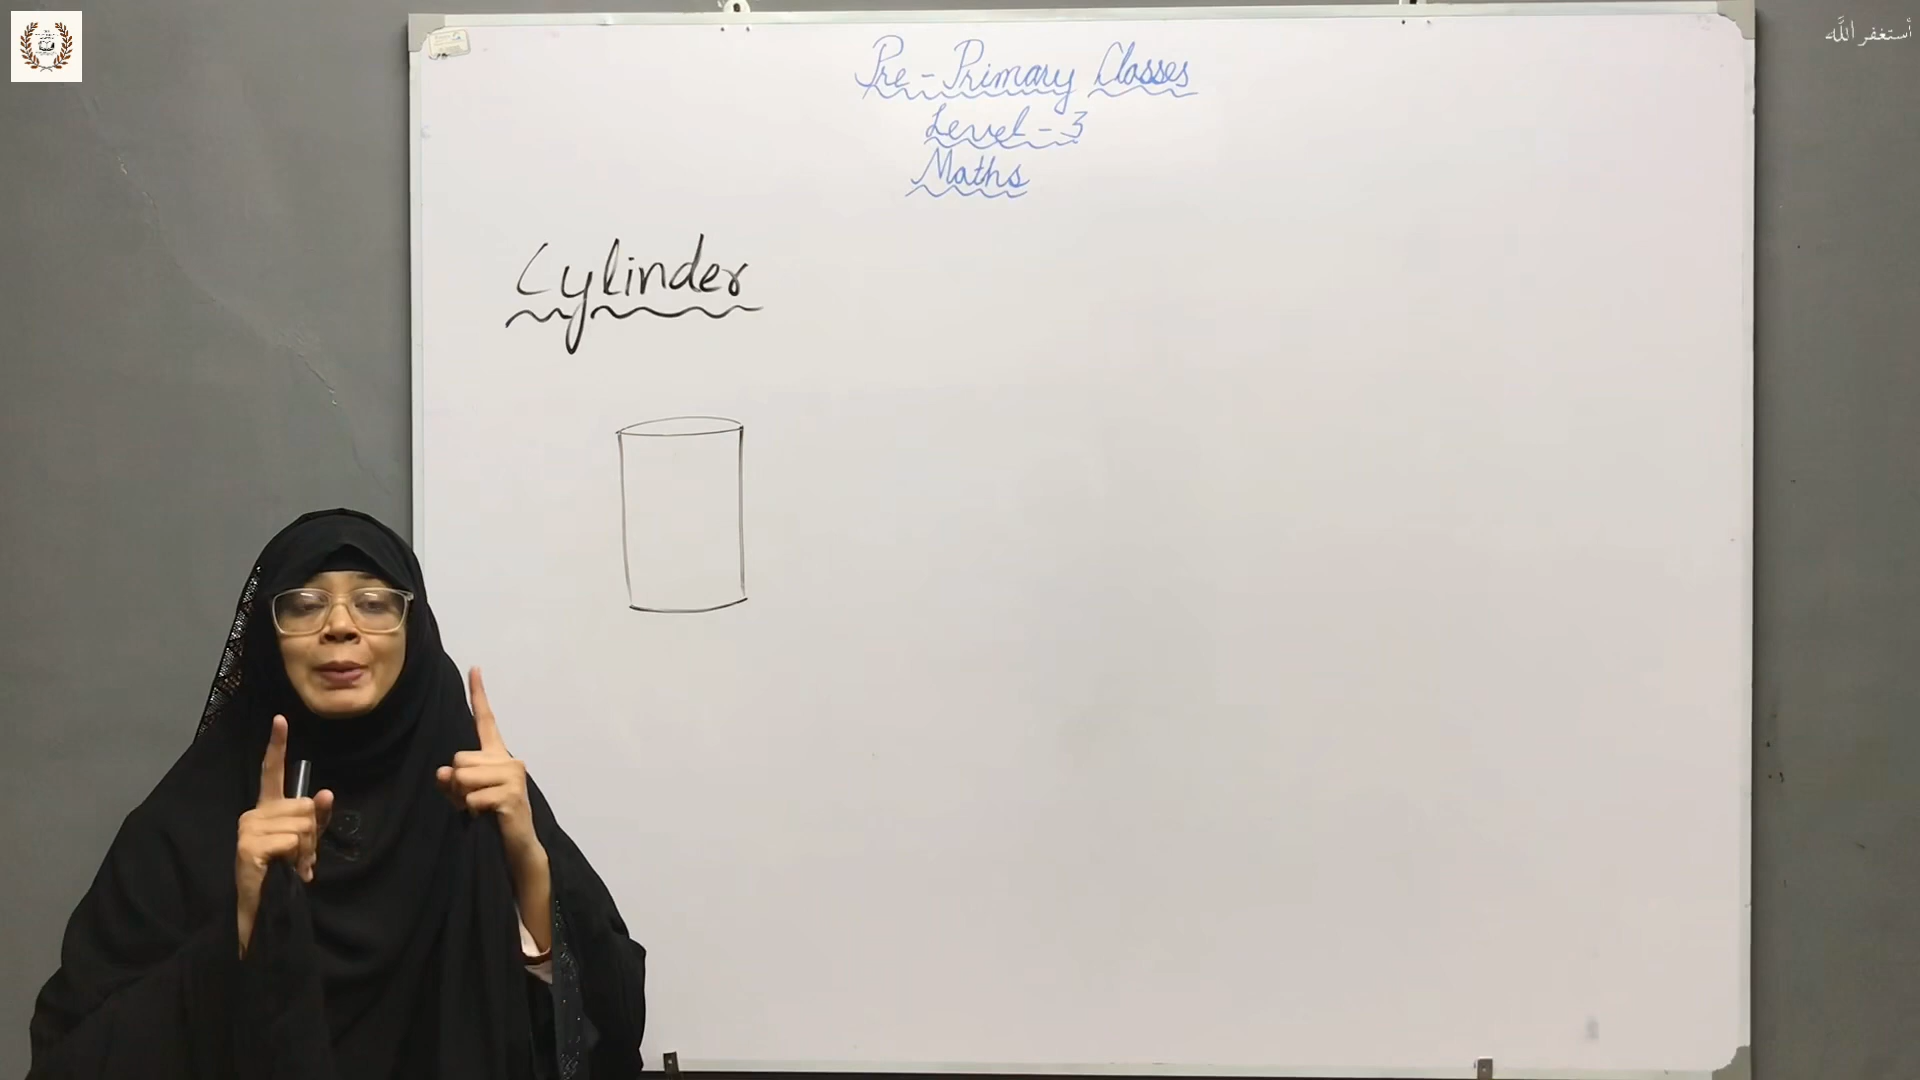 أستغفر الله
Pre-Primary Classes
Level-3
Maths
Cylinder